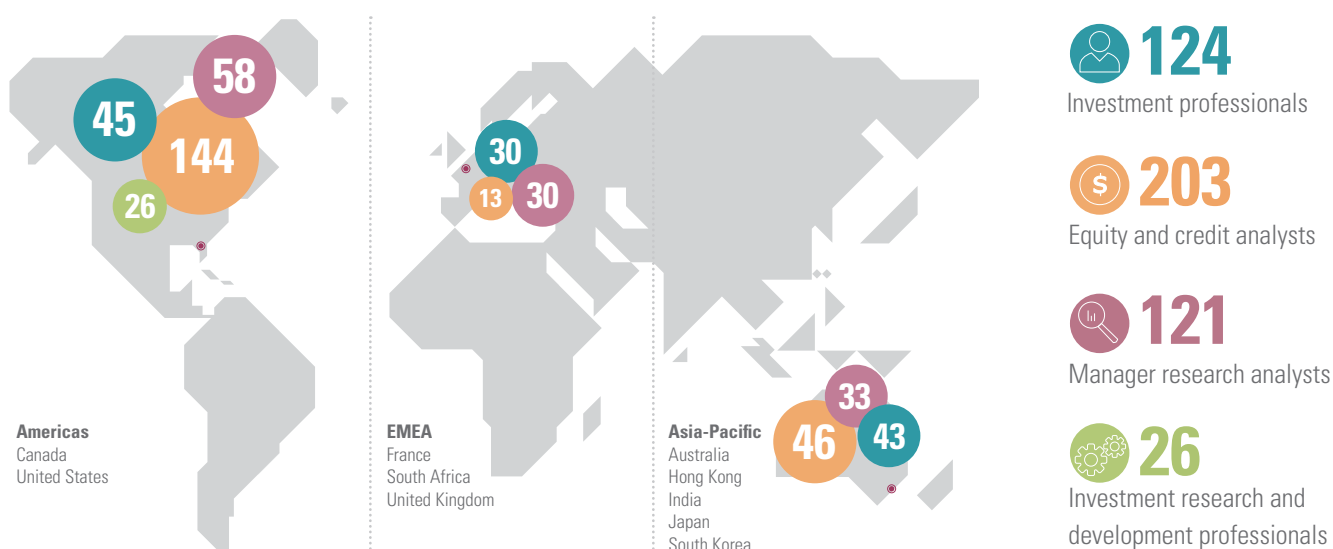 58
45
144
26
30
13
30
33
46
43
Americas
Canada
United States
EMEA
France
South Africa
United Kingdom
Asia-Pacific
Australia
Hong Kong
India
Japan
South Korea
124
Investment professionals
$
203
Equity and credit analysts
121
Manager research analysts
26
Investment research and
development professionals